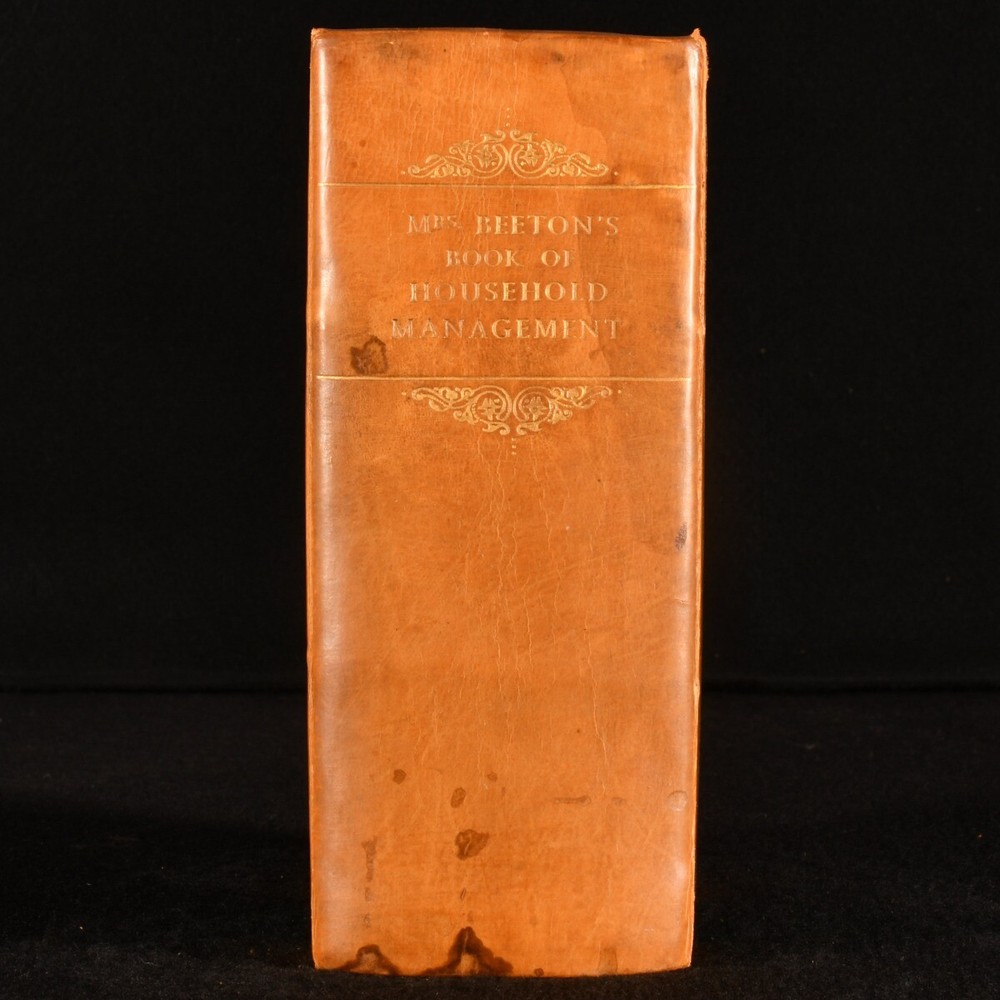 MRS. BEETON'S
BOOK OF
HOUSEHOLD
MANAGEMENT